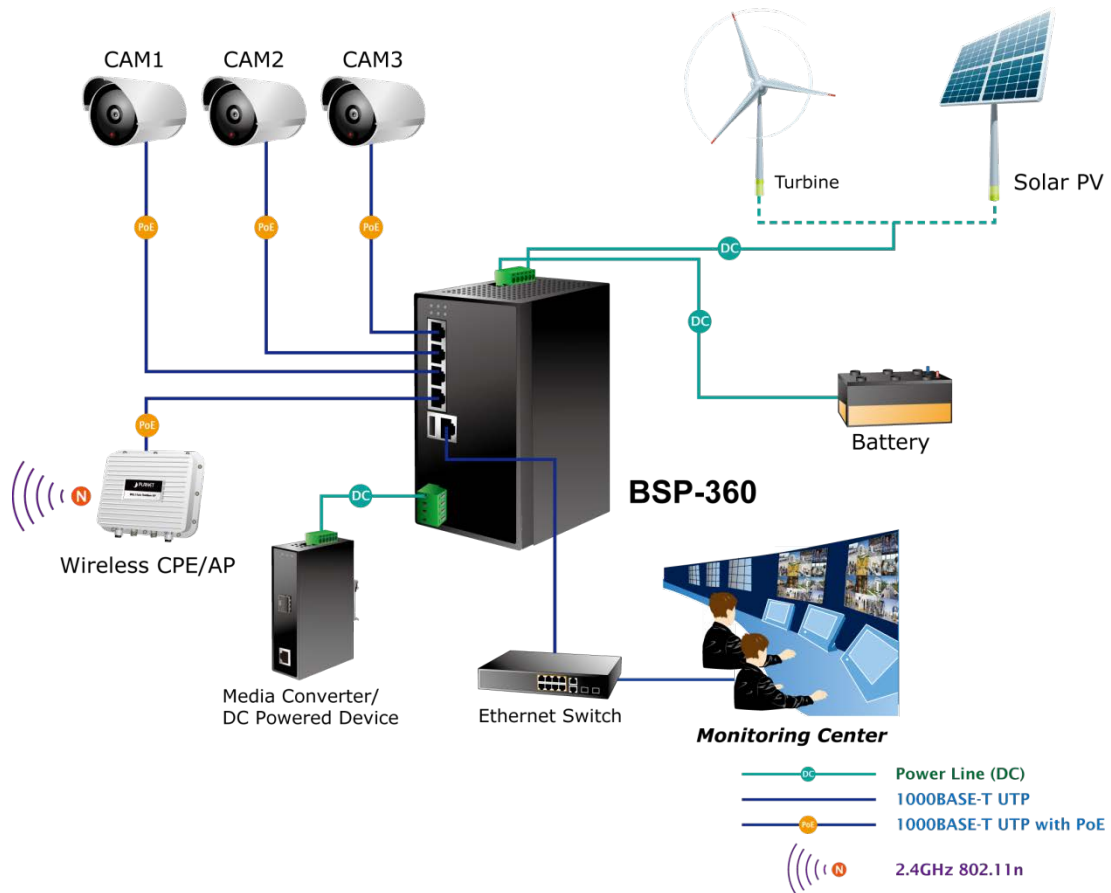 CAM1
CAM2
CAM3
Turbine
Solar PV
PoE
PoE
PoE
DC
DC
Battery
PoE
N
PLANET
Wireless CPE/AP
DC
BSP-360
Media Converter/
DC Powered Device
Ethernet Switch
Monitoring Center
DC
Power Line (DC)
1000BASE-T UTP
PoE
1000BASE-T UTP with PoE
N
2.4GHz 802.11n